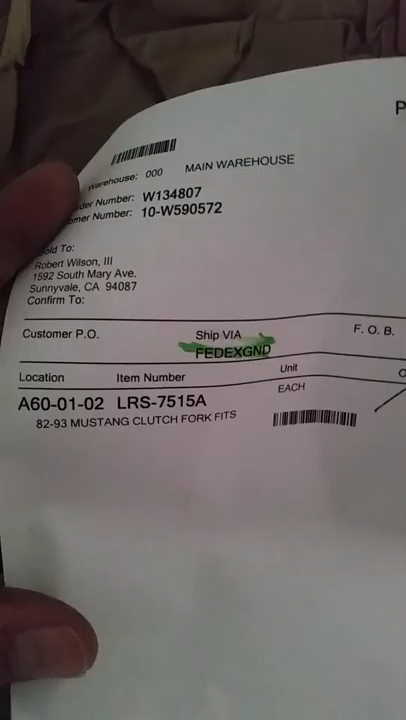 P
Warehouse: 000 MAIN WAREHOUSE
der Number: W134807
omer Number: 10-W590572
old To:
Robert Wilson, III
1592 South Mary Ave.
Sunnyvale, CA 94087
Confirm To:
Customer P.O. Ship VIA F. O. B.
FEDEXGND
Location Item Number Unit O
A60-01-02 LRS-7515A EACH
82-93 MUSTANG CLUTCH FORK FITS